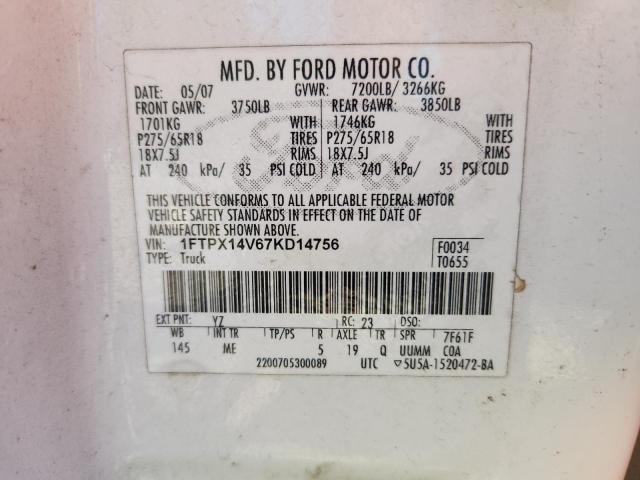 MFD. BY FORD MOTOR CO.
DATE: 05/07 GVWR: 7200LB/ 3266KG
FRONT GAWR: 3750LB REAR GAWR: 3850LB
1701KG WITH 1746KG WITH
P275/65R18 TIRES P275/65R18 TIRES
18X7.5J RIMS 18X7.5J RIMS
AT 240 kPa/ 35 PSI COLD AT 240 kPa/ 35 PSI COLD
THIS VEHICLE CONFORMS TO ALL APPLICABLE FEDERAL MOTOR
VEHICLE SAFETY STANDARDS IN EFFECT ON THE DATE OF
MANUFACTURE SHOWN ABOVE.
VIN: 1FTPX14V67KD14756 F0034
TYPE: Truck T0655
EXT PNT: YZ RC: 23 DSO:
WB INT TR TP/PS R AXLE TR SPR 7F61F
145 ME 5 19 Q UUMM COA
2200705300089 UTC ▽5U5A-1520472-BA